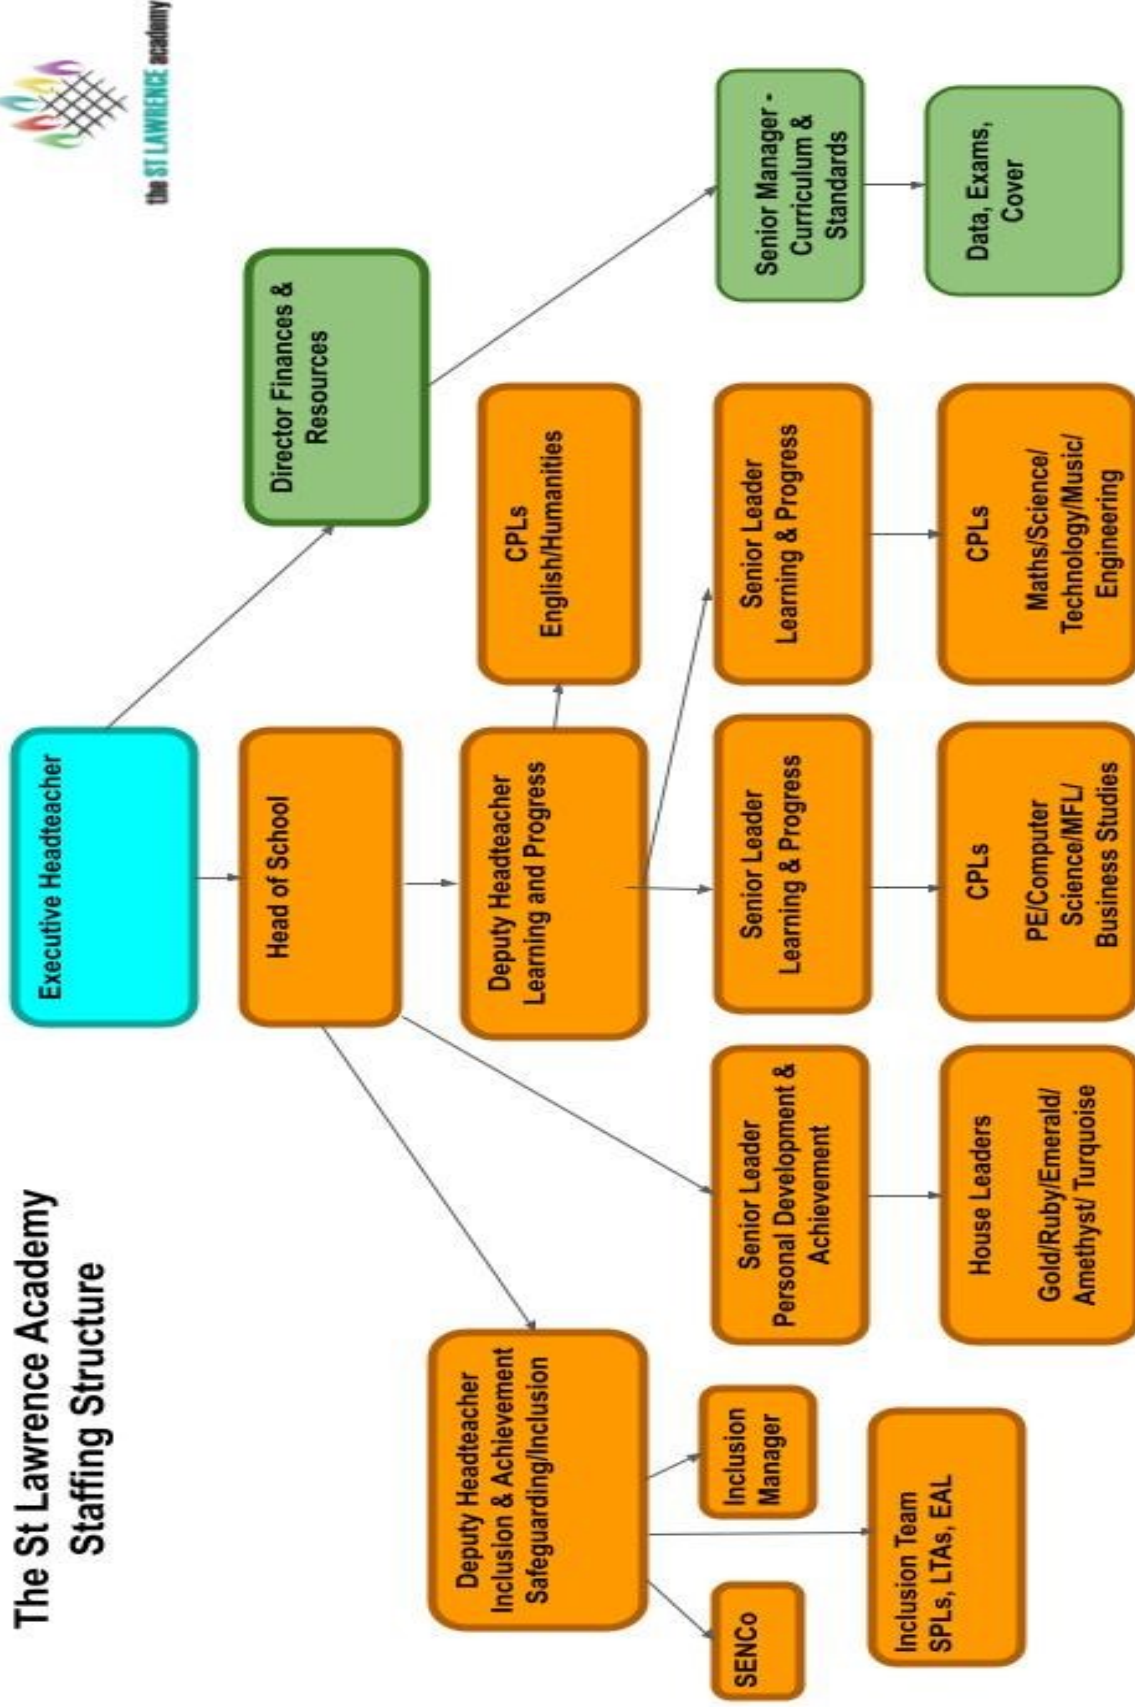 The St Lawrence Academy
Staffing Structure
the ST LAWRENCE academy
Executive Headteacher
Director Finances &
Resources
Head of School
Deputy Headteacher
Inclusion & Achievement
Safeguarding/Inclusion
Deputy Headteacher
Learning and Progress
CPLs
English/Humanities
SENCo
Inclusion
Manager
Senior Leader
Personal Development &
Achievement
Senior Leader
Learning & Progress
Senior Leader
Learning & Progress
Senior Manager -
Curriculum &
Standards
Inclusion Team
SPLs, LTAs, EAL
House Leaders
Gold/Ruby/Emerald/
Amethyst/ Turquoise
CPLs
PE/Computer
Science/MFL/
Business Studies
CPLs
Maths/Science/
Technology/Music/
Engineering
Data, Exams,
Cover